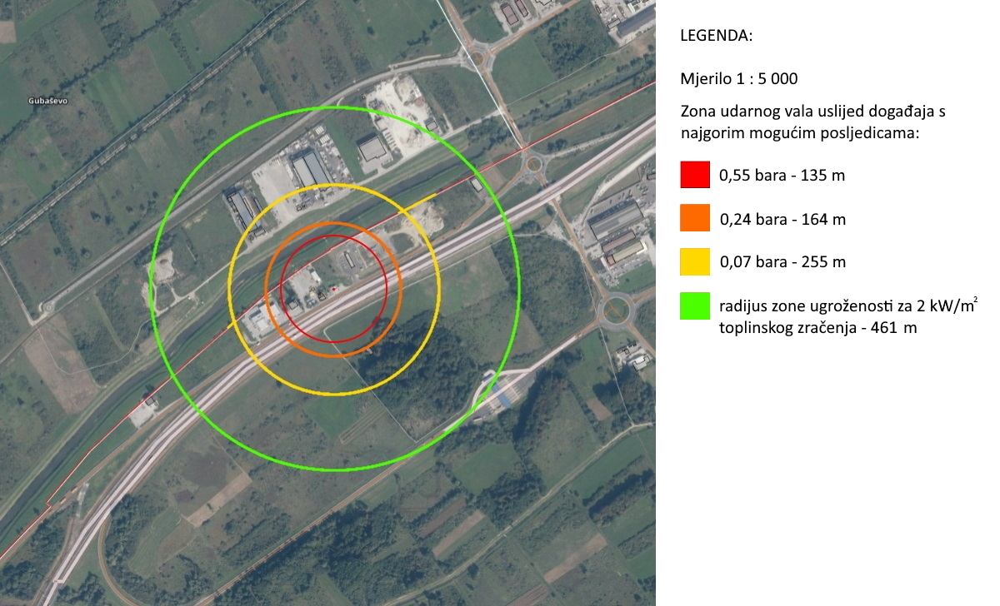 Gubaševo
LEGENDA:
Mjerilo 1 : 5 000
Zona udarnog vala uslijed događaja s
najgorim mogućim posljedicama:
0,55 bara - 135 m
0,24 bara - 164 m
0,07 bara - 255 m
radijus zone ugroženosti za 2 kW/m²
toplinskog zračenja - 461 m